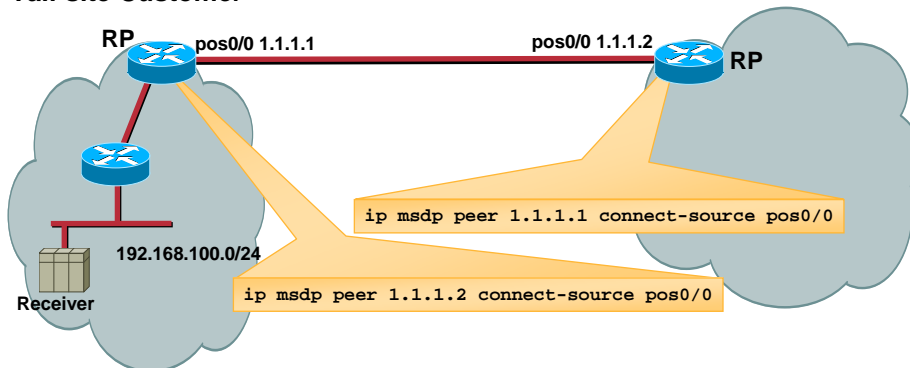 RP
pos0/0 1.1.1.1
pos0/0 1.1.1.2
RP
ip msdp peer 1.1.1.1 connect-source pos0/0
192.168.100.0/24
ip msdp peer 1.1.1.2 connect-source pos0/0
Receiver